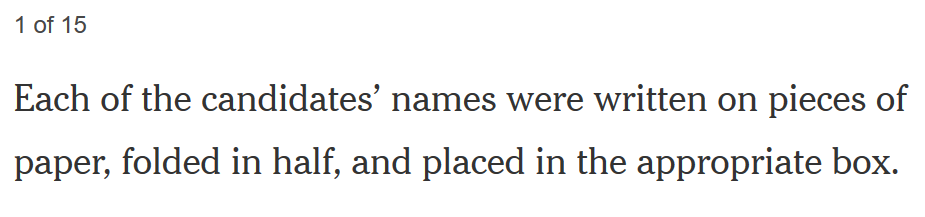 1 of 15
Each of the candidates’ names were written on pieces of
paper, folded in half, and placed in the appropriate box.